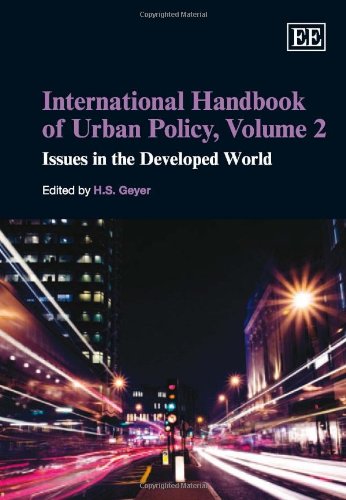 Copyrighted Material
EE
International Handbook
of Urban Policy, Volume 2
Issues in the Developed World
Edited by H.S. Geyer
Copyrighted Material